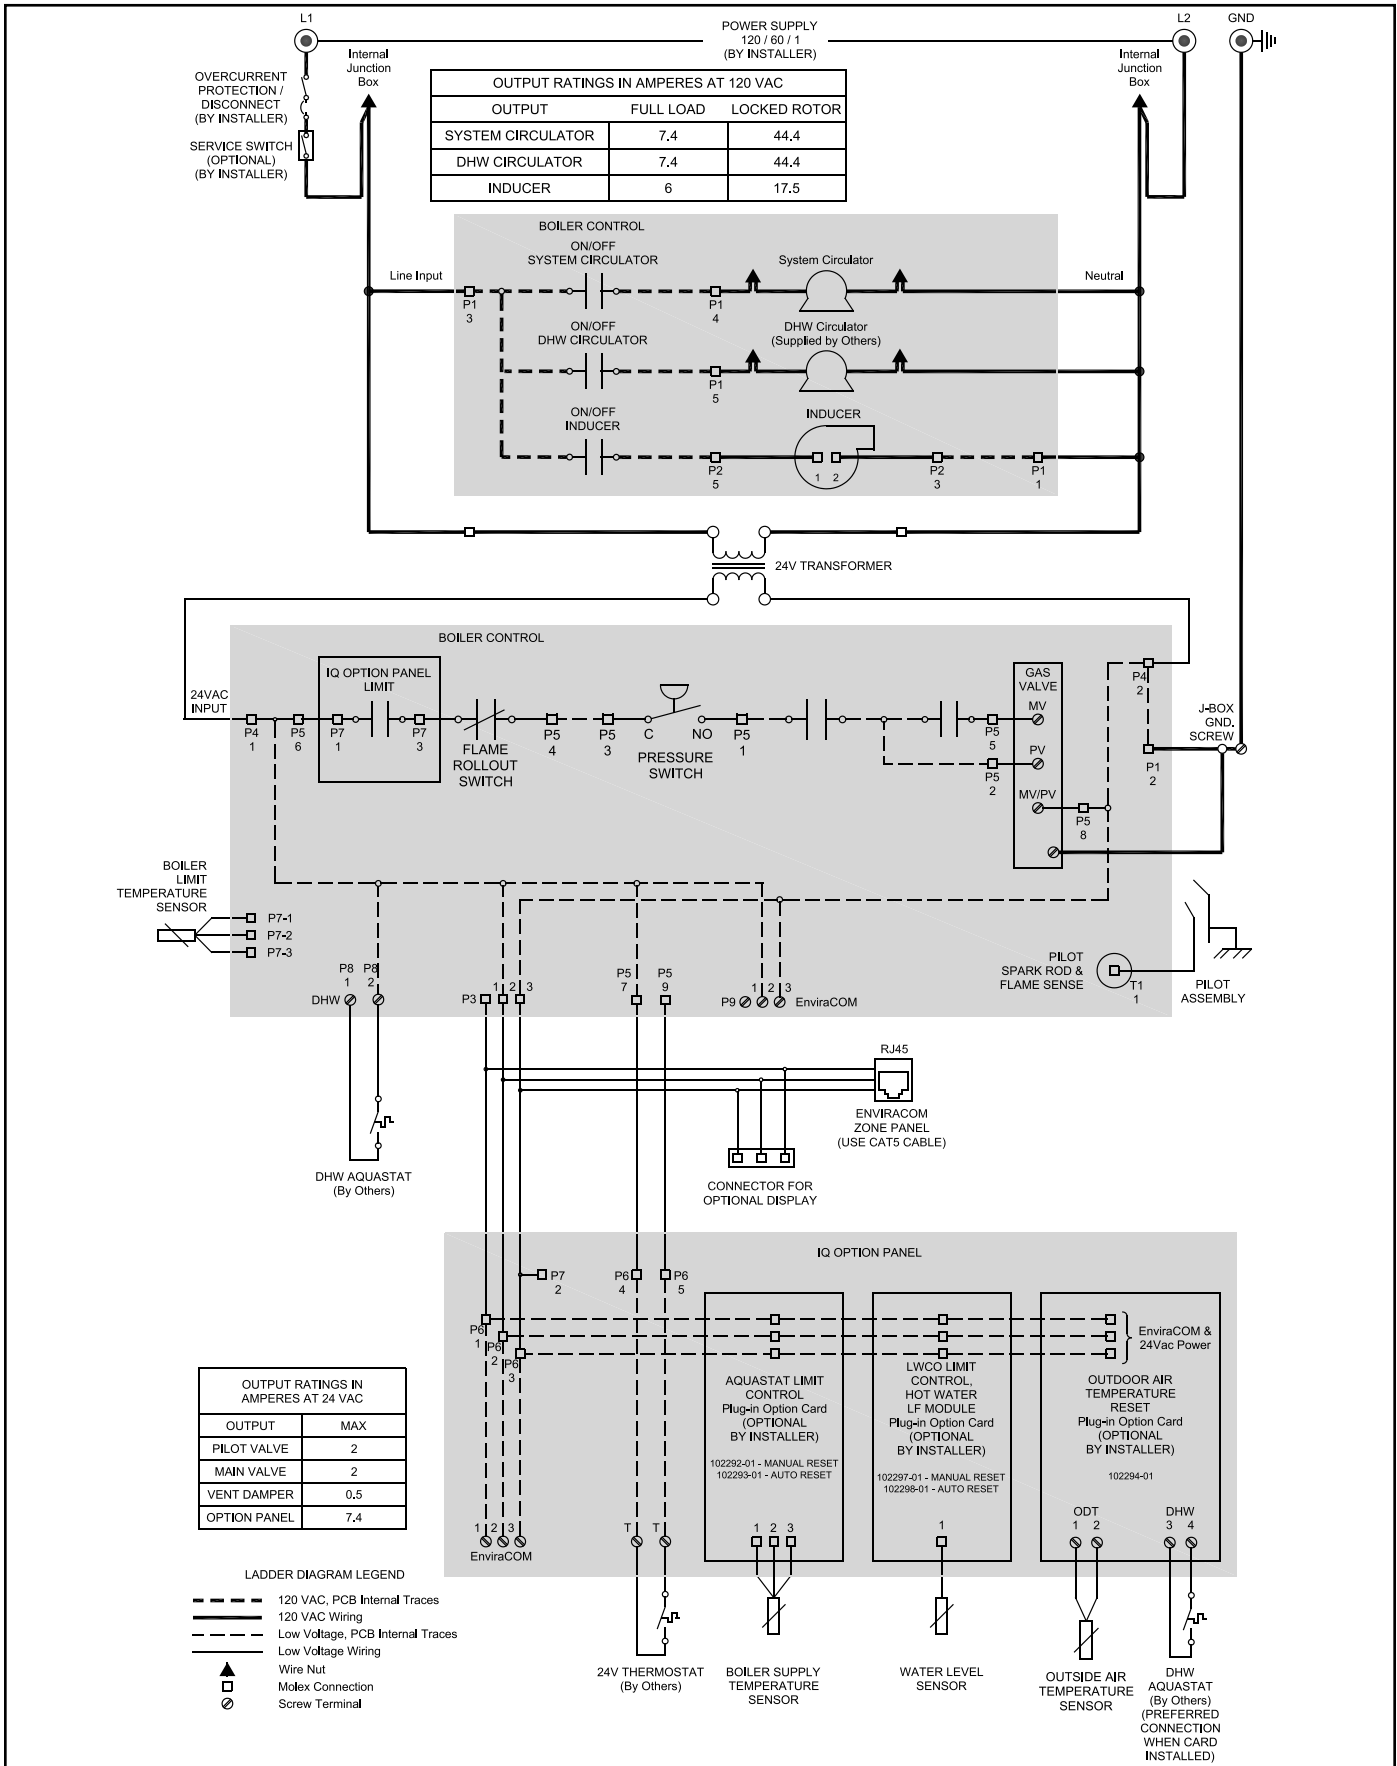 L1
POWER SUPPLY
120 / 60 / 1
(BY INSTALLER)
L2
GND
Internal
Junction
Box
Internal
Junction
Box
OVERCURRENT
PROTECTION /
DISCONNECT
(BY INSTALLER)
SERVICE SWITCH
(OPTIONAL)
(BY INSTALLER)
OUTPUT RATINGS IN AMPERES AT 120 VAC
OUTPUT FULL LOAD LOCKED ROTOR
SYSTEM CIRCULATOR 7.4 44.4
DHW CIRCULATOR 7.4 44.4
INDUCER 6 17.5
BOILER CONTROL
ON/OFF
SYSTEM CIRCULATOR
System Circulator
Line Input
Neutral
P1
3
P1
4
ON/OFF
DHW CIRCULATOR
DHW Circulator
(Supplied by Others)
P1
5
ON/OFF
INDUCER
INDUCER
1 2
P2
5
P2
3
P1
1
24V TRANSFORMER
BOILER CONTROL
IQ OPTION PANEL
LIMIT
24VAC
INPUT
P4
1
P5
6
P7
1
P7
3
FLAME
ROLLOUT
SWITCH
P5
4
P5
3
C
NO
PRESSURE
SWITCH
P5
1
P5
5
P5
2
GAS
VALVE
MV
PV
MV/PV
P5
8
P4
2
P1
2
J-BOX
GND.
SCREW
BOILER
LIMIT
TEMPERATURE
SENSOR
P7-1
P7-2
P7-3
P8
1
P8
2
DHW
P3
1 2 3
P5
7
P5
9
P9
1 2 3
EnviraCOM
PILOT
SPARK ROD &
FLAME SENSE
T1
1
PILOT
ASSEMBLY
RJ45
ENVIRACOM
ZONE PANEL
(USE CAT5 CABLE)
DHW AQUASTAT
(By Others)
CONNECTOR FOR
OPTIONAL DISPLAY
IQ OPTION PANEL
P7
2
P6
4
P6
5
P6
1
P6
2
P6
3
EnviraCOM &
24Vac Power
AQUASTAT LIMIT
CONTROL
Plug-in Option Card
(OPTIONAL
BY INSTALLER)
102292-01 - MANUAL RESET
102293-01 - AUTO RESET
LWCO LIMIT
CONTROL,
HOT WATER
LF MODULE
Plug-in Option Card
(OPTIONAL
BY INSTALLER)
102297-01 - MANUAL RESET
102298-01 - AUTO RESET
OUTDOOR AIR
TEMPERATURE
RESET
Plug-in Option Card
(OPTIONAL
BY INSTALLER)
102294-01
OUTPUT RATINGS IN
AMPERES AT 24 VAC
OUTPUT MAX
PILOT VALVE 2
MAIN VALVE 2
VENT DAMPER 0.5
OPTION PANEL 7.4
1 2 3
EnviraCOM
T T
1 2 3
1
ODT
1 2
DHW
3 4
LADDER DIAGRAM LEGEND
120 VAC, PCB Internal Traces
120 VAC Wiring
Low Voltage, PCB Internal Traces
Low Voltage Wiring
Wire Nut
Molex Connection
Screw Terminal
24V THERMOSTAT
(By Others)
BOILER SUPPLY
TEMPERATURE
SENSOR
WATER LEVEL
SENSOR
OUTSIDE AIR
TEMPERATURE
SENSOR
DHW
AQUASTAT
(By Others)
(PREFERRED
CONNECTION
WHEN CARD
INSTALLED)